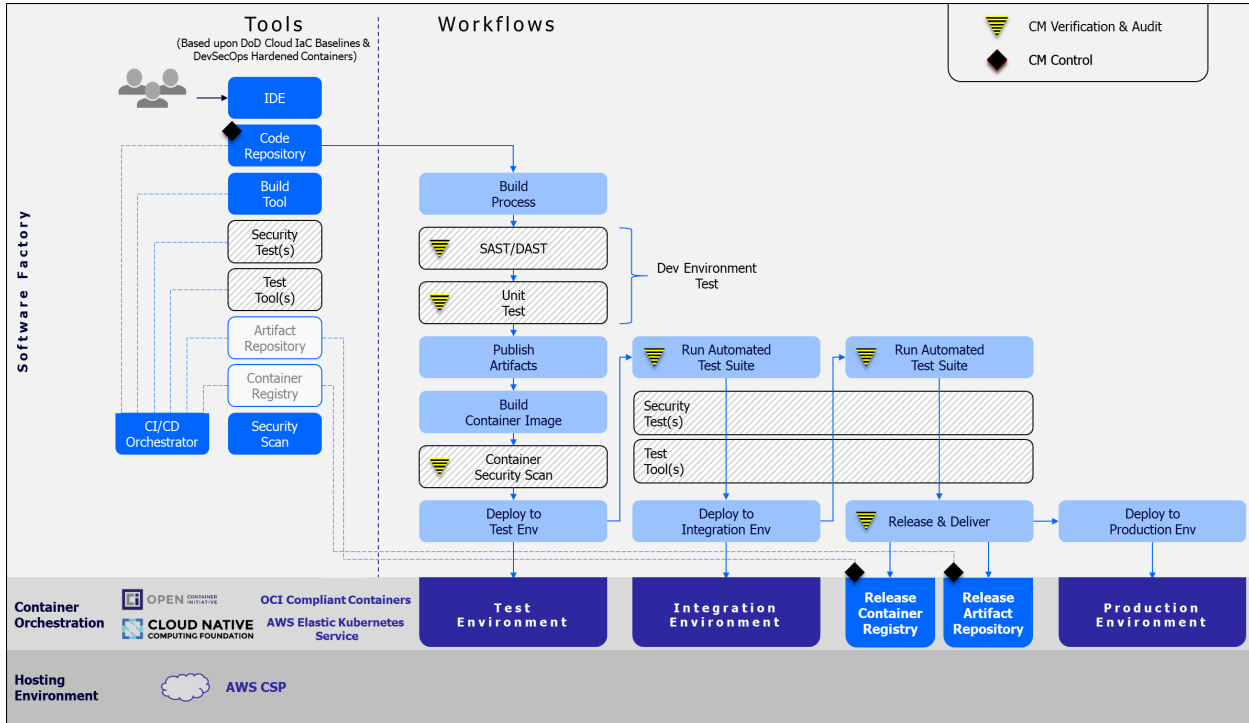 Tools
(Based upon DoD Cloud IaC Baselines &
DevSecOps Hardened Containers)
Workflows
CM Verification & Audit
CM Control
Software Factory
IDE
Code
Repository
Build
Tool
Security
Test(s)
Test
Tool(s)
Artifact
Repository
Container
Registry
CI/CD
Orchestrator
Security
Scan
Build
Process
SAST/DAST
Unit
Test
Dev Environment
Test
Publish
Artifacts
Build
Container Image
Container
Security Scan
Deploy to
Test Env
Run Automated
Test Suite
Run Automated
Test Suite
Security
Test(s)
Test
Tool(s)
Deploy to
Integration Env
Release & Deliver
Deploy to
Production Env
Container
Orchestration
Ci
OPEN CONTAINER
INITIATIVE
CLOUD NATIVE
COMPUTING FOUNDATION
OCI Compliant Containers
AWS Elastic Kubernetes
Service
Test
Environment
Integration
Environment
Release
Container
Registry
Release
Artifact
Repository
Production
Environment
Hosting
Environment
AWS CSP